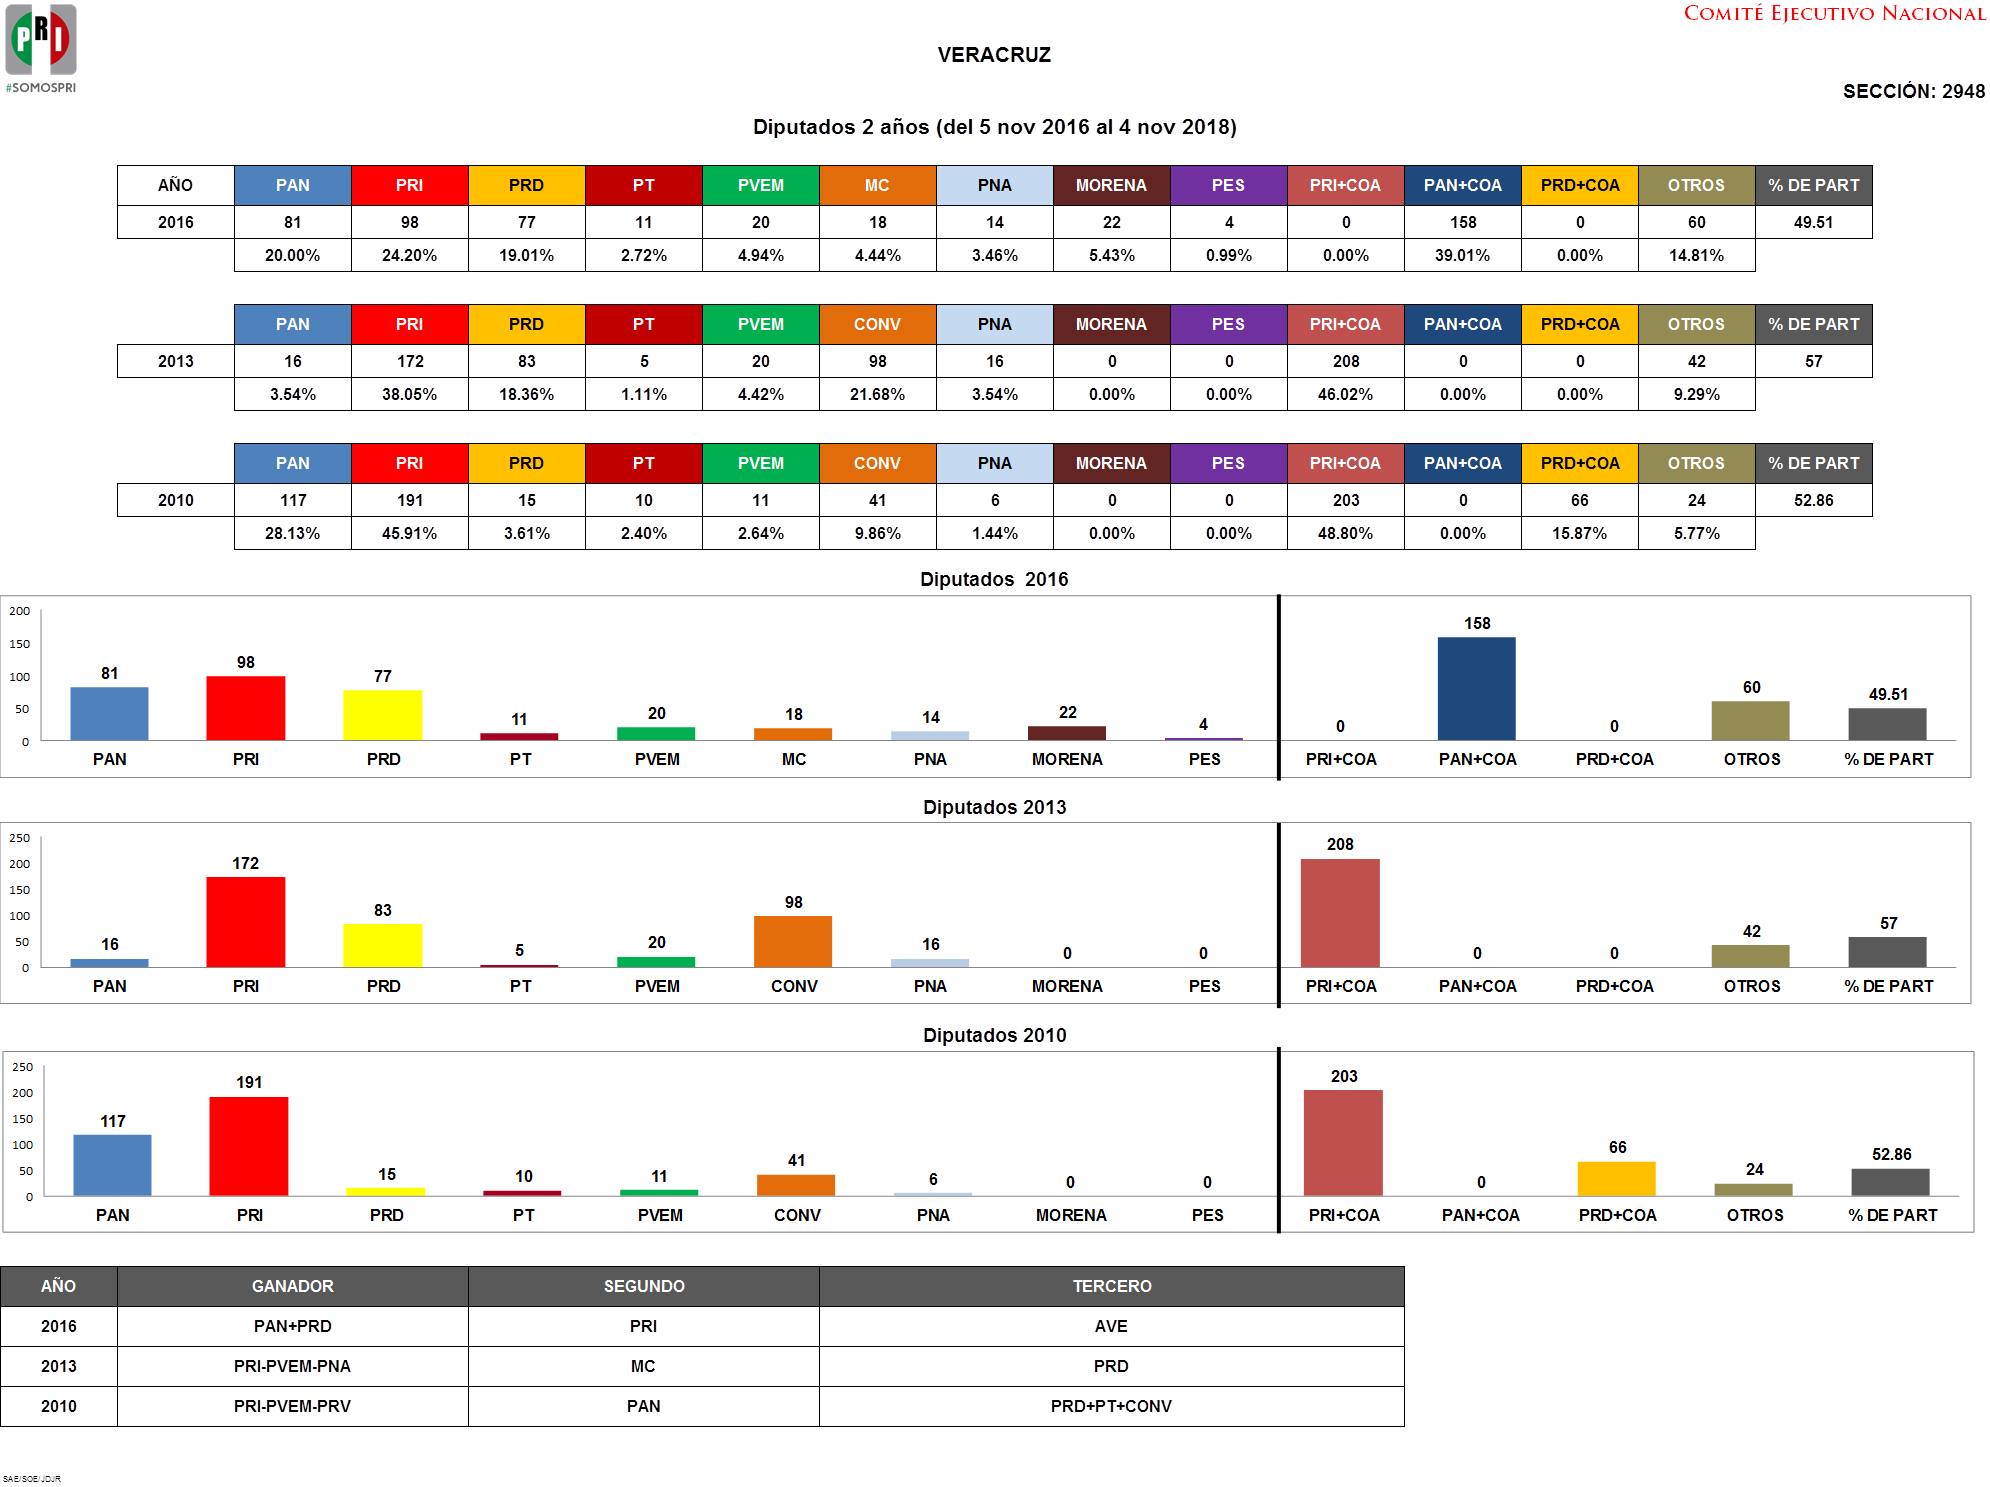 PRI
#SOMOSPRI
COMITÉ EJECUTIVO NACIONAL
VERACRUZ
SECCIÓN: 2948
Diputados 2 años (del 5 nov 2016 al 4 nov 2018)
AÑO PAN PRI PRD PT PVEM MC PNA MORENA PES PRI+COA PAN+COA PRD+COA OTROS % DE PART
2016 81 98 77 11 20 18 14 22 4 0 158 0 60 49.51
20.00% 24.20% 19.01% 2.72% 4.94% 4.44% 3.46% 5.43% 0.99% 0.00% 39.01% 0.00% 14.81%
PAN PRI PRD PT PVEM CONV PNA MORENA PES PRI+COA PAN+COA PRD+COA OTROS % DE PART
2013 16 172 83 5 20 98 16 0 0 208 0 0 42 57
3.54% 38.05% 18.36% 1.11% 4.42% 21.68% 3.54% 0.00% 0.00% 46.02% 0.00% 0.00% 9.29%
PAN PRI PRD PT PVEM CONV PNA MORENA PES PRI+COA PAN+COA PRD+COA OTROS % DE PART
2010 117 191 15 10 11 41 6 0 0 203 0 66 24 52.86
28.13% 45.91% 3.61% 2.40% 2.64% 9.86% 1.44% 0.00% 0.00% 48.80% 0.00% 15.87% 5.77%
Diputados 2016
200
150
100
50
0
81 98 77 11 20 18 14 22 4 0 158 0 60 49.51
PAN PRI PRD PT PVEM MC PNA MORENA PES PRI+COA PAN+COA PRD+COA OTROS % DE PART
Diputados 2013
250
200
150
100
50
0
16 172 83 5 20 98 16 0 0 208 0 0 42 57
PAN PRI PRD PT PVEM CONV PNA MORENA PES PRI+COA PAN+COA PRD+COA OTROS % DE PART
Diputados 2010
250
200
150
100
50
0
117 191 15 10 11 41 6 0 0 203 0 66 24 52.86
PAN PRI PRD PT PVEM CONV PNA MORENA PES PRI+COA PAN+COA PRD+COA OTROS % DE PART
AÑO GANADOR SEGUNDO TERCERO
2016 PAN+PRD PRI AVE
2013 PRI-PVEM-PNA MC PRD
2010 PRI-PVEM-PRV PAN PRD+PT+CONV
SAE/SOE/JDJR